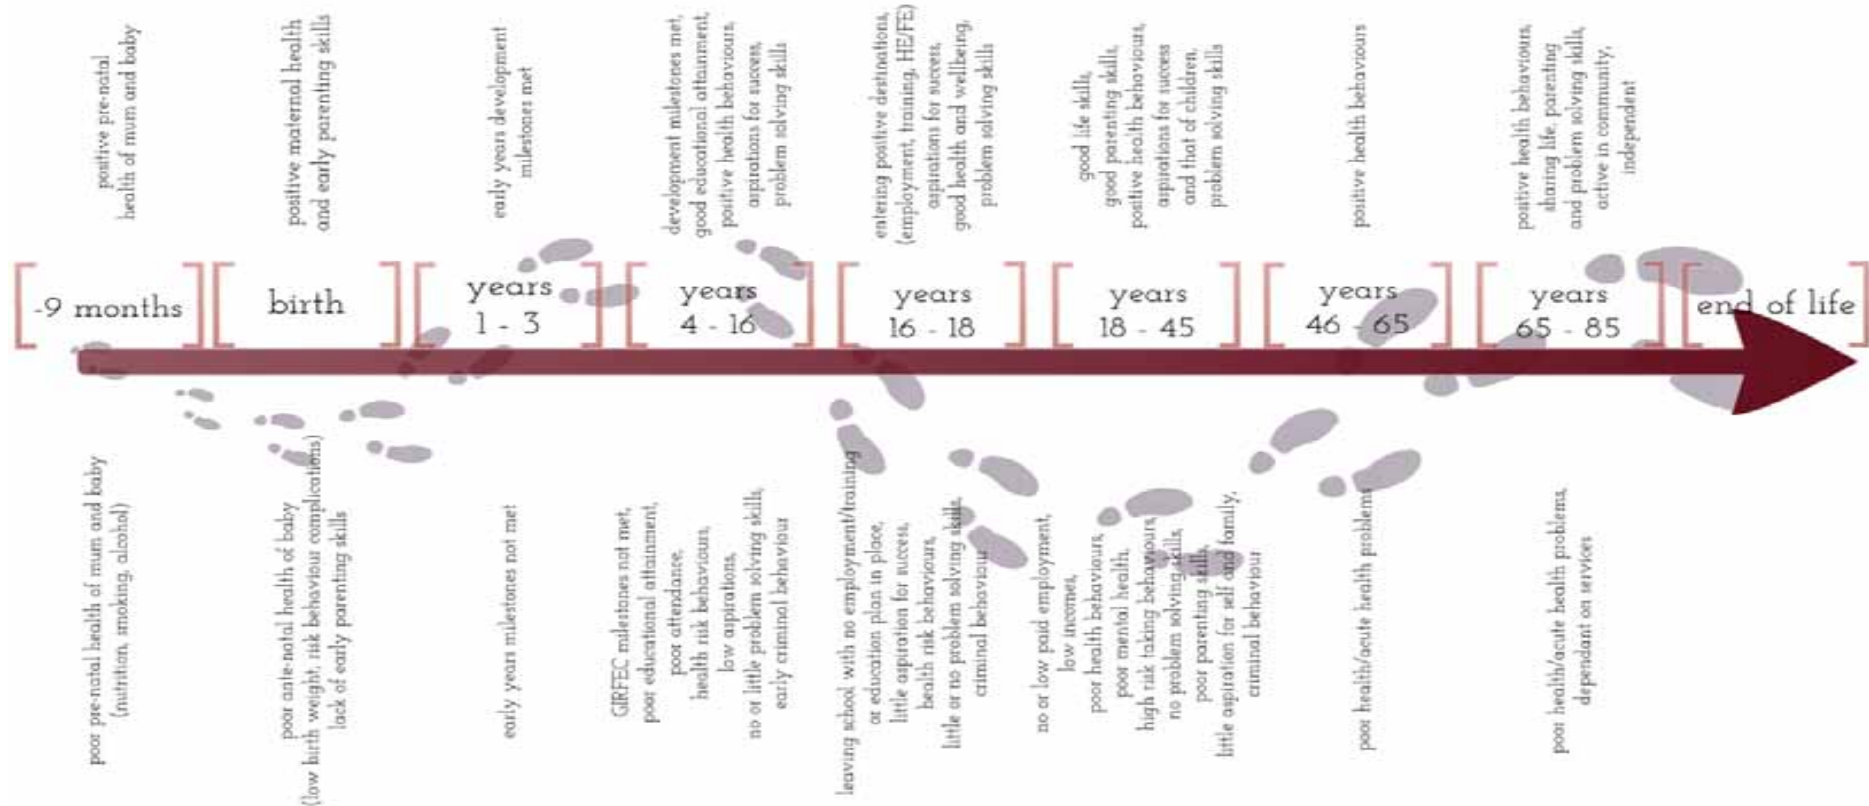 positive pre-natal
health of mum and baby
positive maternal health
and early parenting skills
early years development
milestones met
development milestones met,
good educational attainment,
positive health behaviours,
aspirations for success,
problem solving skills
entering positive destinations,
(employment, training, HE/FE)
aspirations for success,
good health and wellbeing,
problem solving skills
good life skills,
good parenting skills,
positive health behaviours,
aspirations for success
and that of children,
problem solving skills
positive health behaviours
positive health behaviours,
sharing life, parenting
and problem solving skills,
active in community,
independent
-9 months
birth
years
1 - 3
years
4 - 16
years
16 - 18
years
18 - 45
years
46 - 65
years
65 - 85
end of life
poor pre-natal health of mum and baby
(nutrition, smoking, alcohol)
poor ante-natal health of baby
(low birth weight, risk behaviour complications)
lack of early parenting skills
early years milestones not met
GIRFEC milestones not met,
poor educational attainment,
poor attendance,
health risk behaviours,
low aspirations,
no or little problem solving skills,
early criminal behaviour
leaving school with no employment/training
or education plan in place,
little aspiration for success,
health risk behaviours,
little or no problem solving skills,
criminal behaviour
no or low paid employment,
low incomes,
poor health behaviours,
poor mental health,
high risk taking behaviours,
no problem solving skills,
poor parenting skills,
little aspiration for self and family,
criminal behaviour
poor health/acute health problems
poor health/acute health problems,
dependant on services